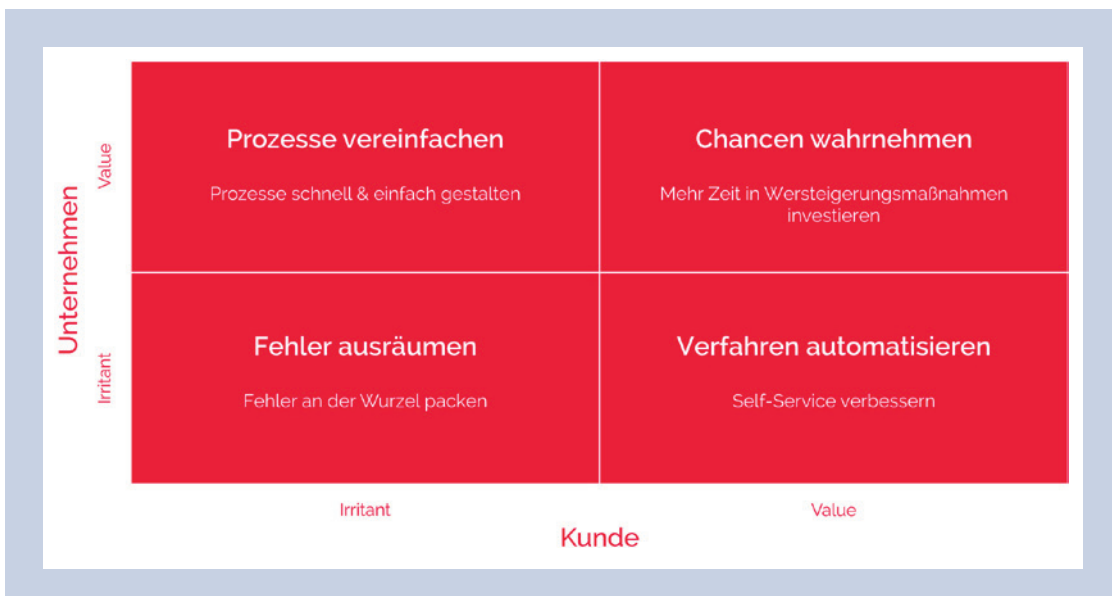 Unternehmen
Value
Prozesse vereinfachen
Prozesse schnell & einfach gestalten
Chancen wahrnehmen
Mehr Zeit in Wersteigerungsmaßnahmen
investieren
Irritant
Fehler ausräumen
Fehler an der Wurzel packen
Verfahren automatisieren
Self-Service verbessern
Irritant
Value
Kunde